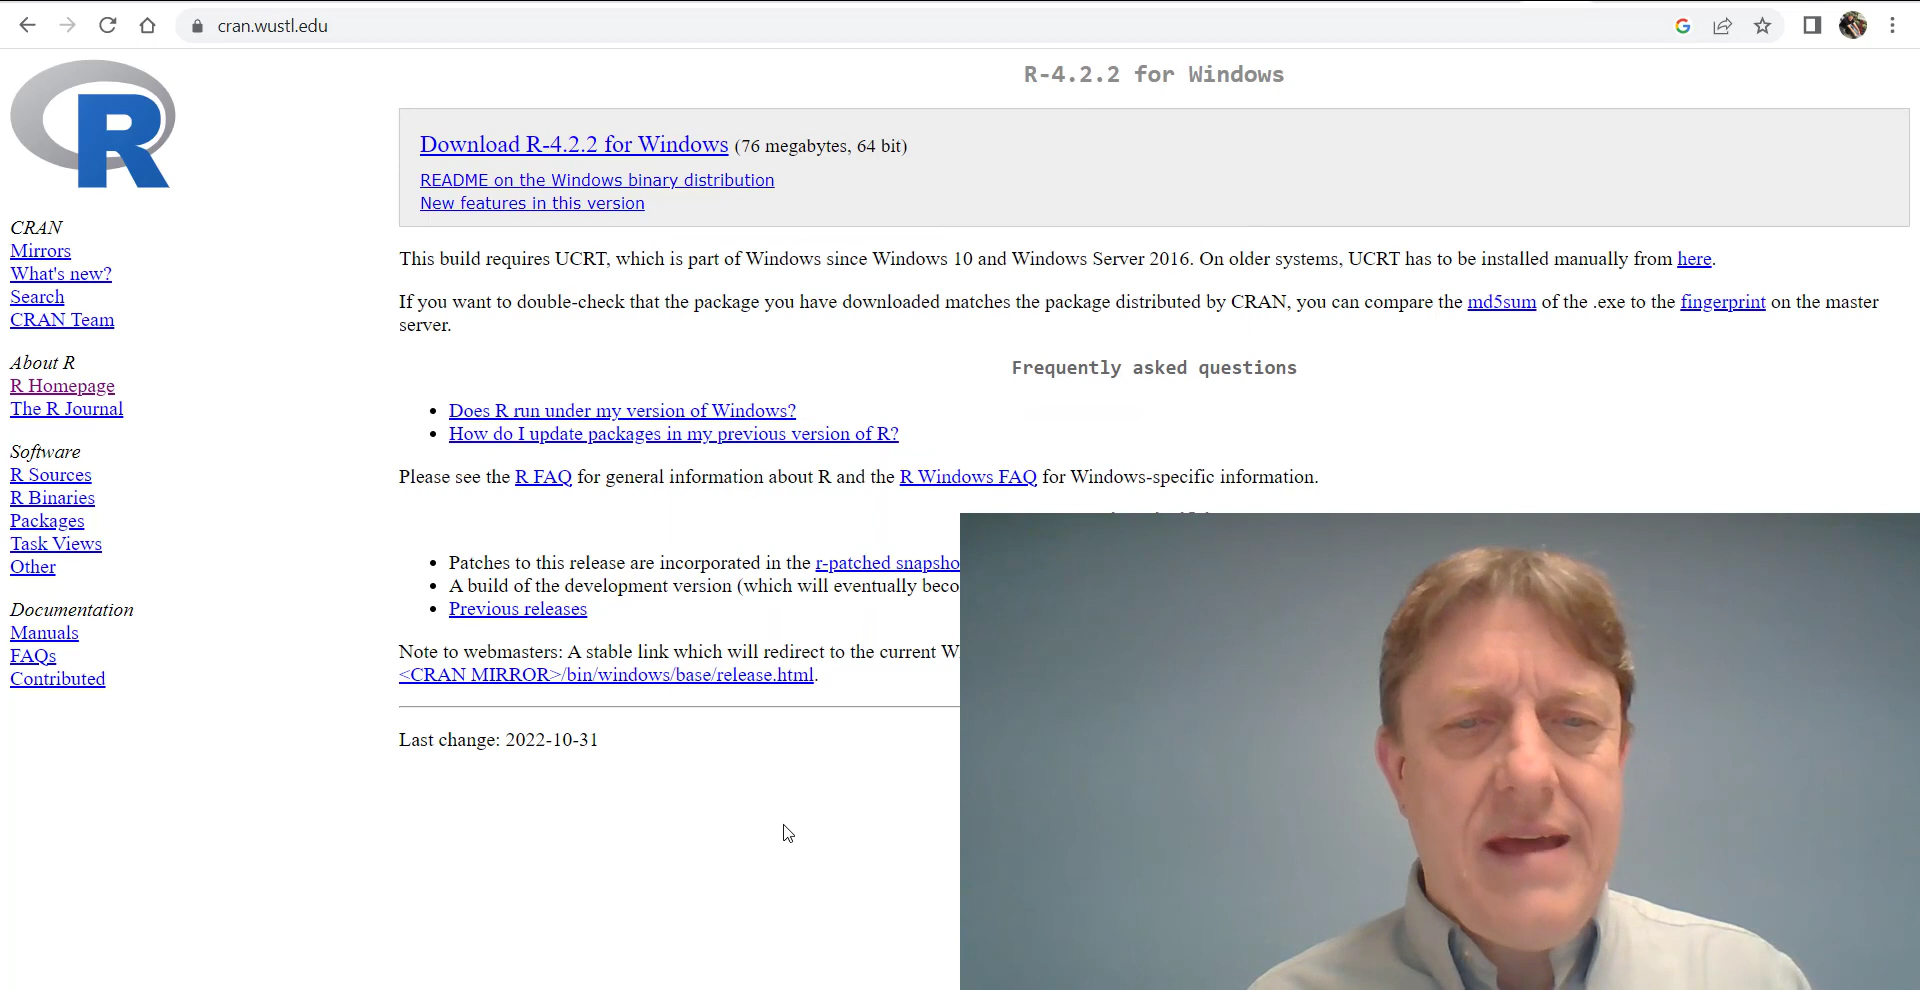 cran.wustl.edu
R
CRAN
Mirrors
What's new?
Search
CRAN Team
About R
R Homepage
The R Journal
Software
R Sources
R Binaries
Packages
Task Views
Other
Documentation
Manuals
FAQs
Contributed
R-4.2.2 for Windows
Download R-4.2.2 for Windows (76 megabytes, 64 bit)
README on the Windows binary distribution
New features in this version
This build requires UCRT, which is part of Windows since Windows 10 and Windows Server 2016. On older systems, UCRT has to be installed manually from here.
If you want to double-check that the package you have downloaded matches the package distributed by CRAN, you can compare the md5sum of the .exe to the fingerprint on the master
server.
Frequently asked questions
• Does R run under my version of Windows?
• How do I update packages in my previous version of R?
Please see the R FAQ for general information about R and the R Windows FAQ for Windows-specific information.
• Patches to this release are incorporated in the r-patched snapsho
• A build of the development version (which will eventually beco
• Previous releases
Note to webmasters: A stable link which will redirect to the current W
<CRAN MIRROR>/bin/windows/base/release.html.
Last change: 2022-10-31